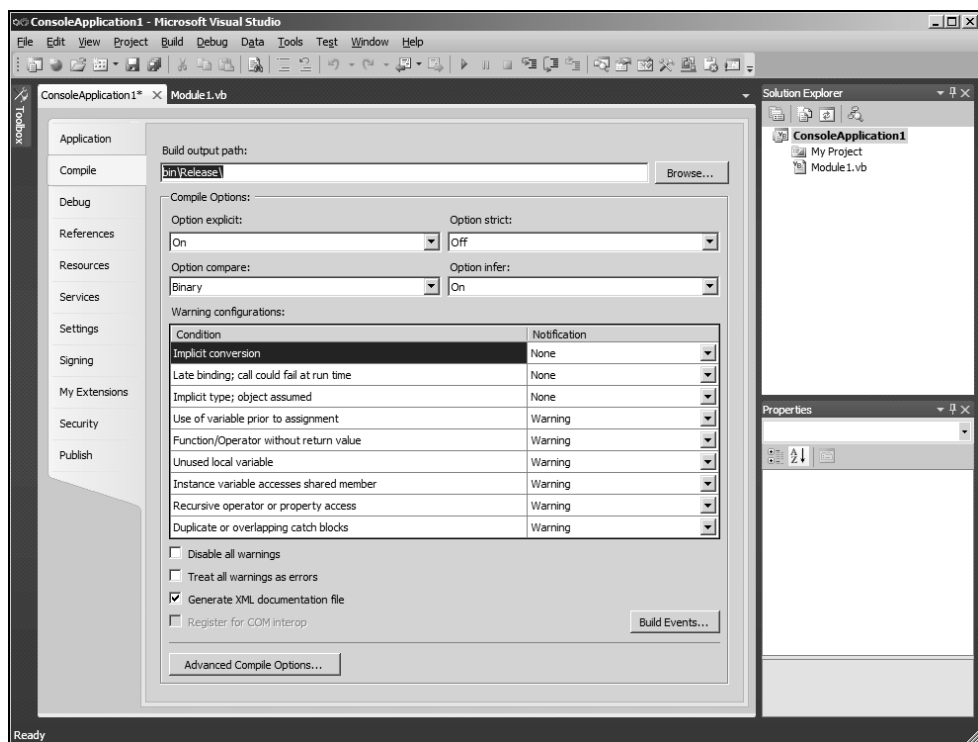 ConsoleApplication1 - Microsoft Visual Studio
File Edit View Project Build Debug Data Tools Test Window Help
Toolbox
ConsoleApplication1* Module1.vb
Application
Compile
Debug
References
Resources
Services
Settings
Signing
My Extensions
Security
Publish
Build output path:
bin\Release\
Browse...
Compile Options:
Option explicit: Option strict:
On Off
Option compare: Option infer:
Binary On
Warning configurations:
Condition Notification
Implicit conversion None
Late binding; call could fail at run time None
Implicit type; object assumed None
Use of variable prior to assignment Warning
Function/Operator without return value Warning
Unused local variable Warning
Instance variable accesses shared member Warning
Recursive operator or property access Warning
Duplicate or overlapping catch blocks Warning
Disable all warnings
Treat all warnings as errors
Generate XML documentation file
Register for COM interop
Build Events...
Advanced Compile Options...
Solution Explorer
ConsoleApplication1
My Project
Module1.vb
Properties
Ready